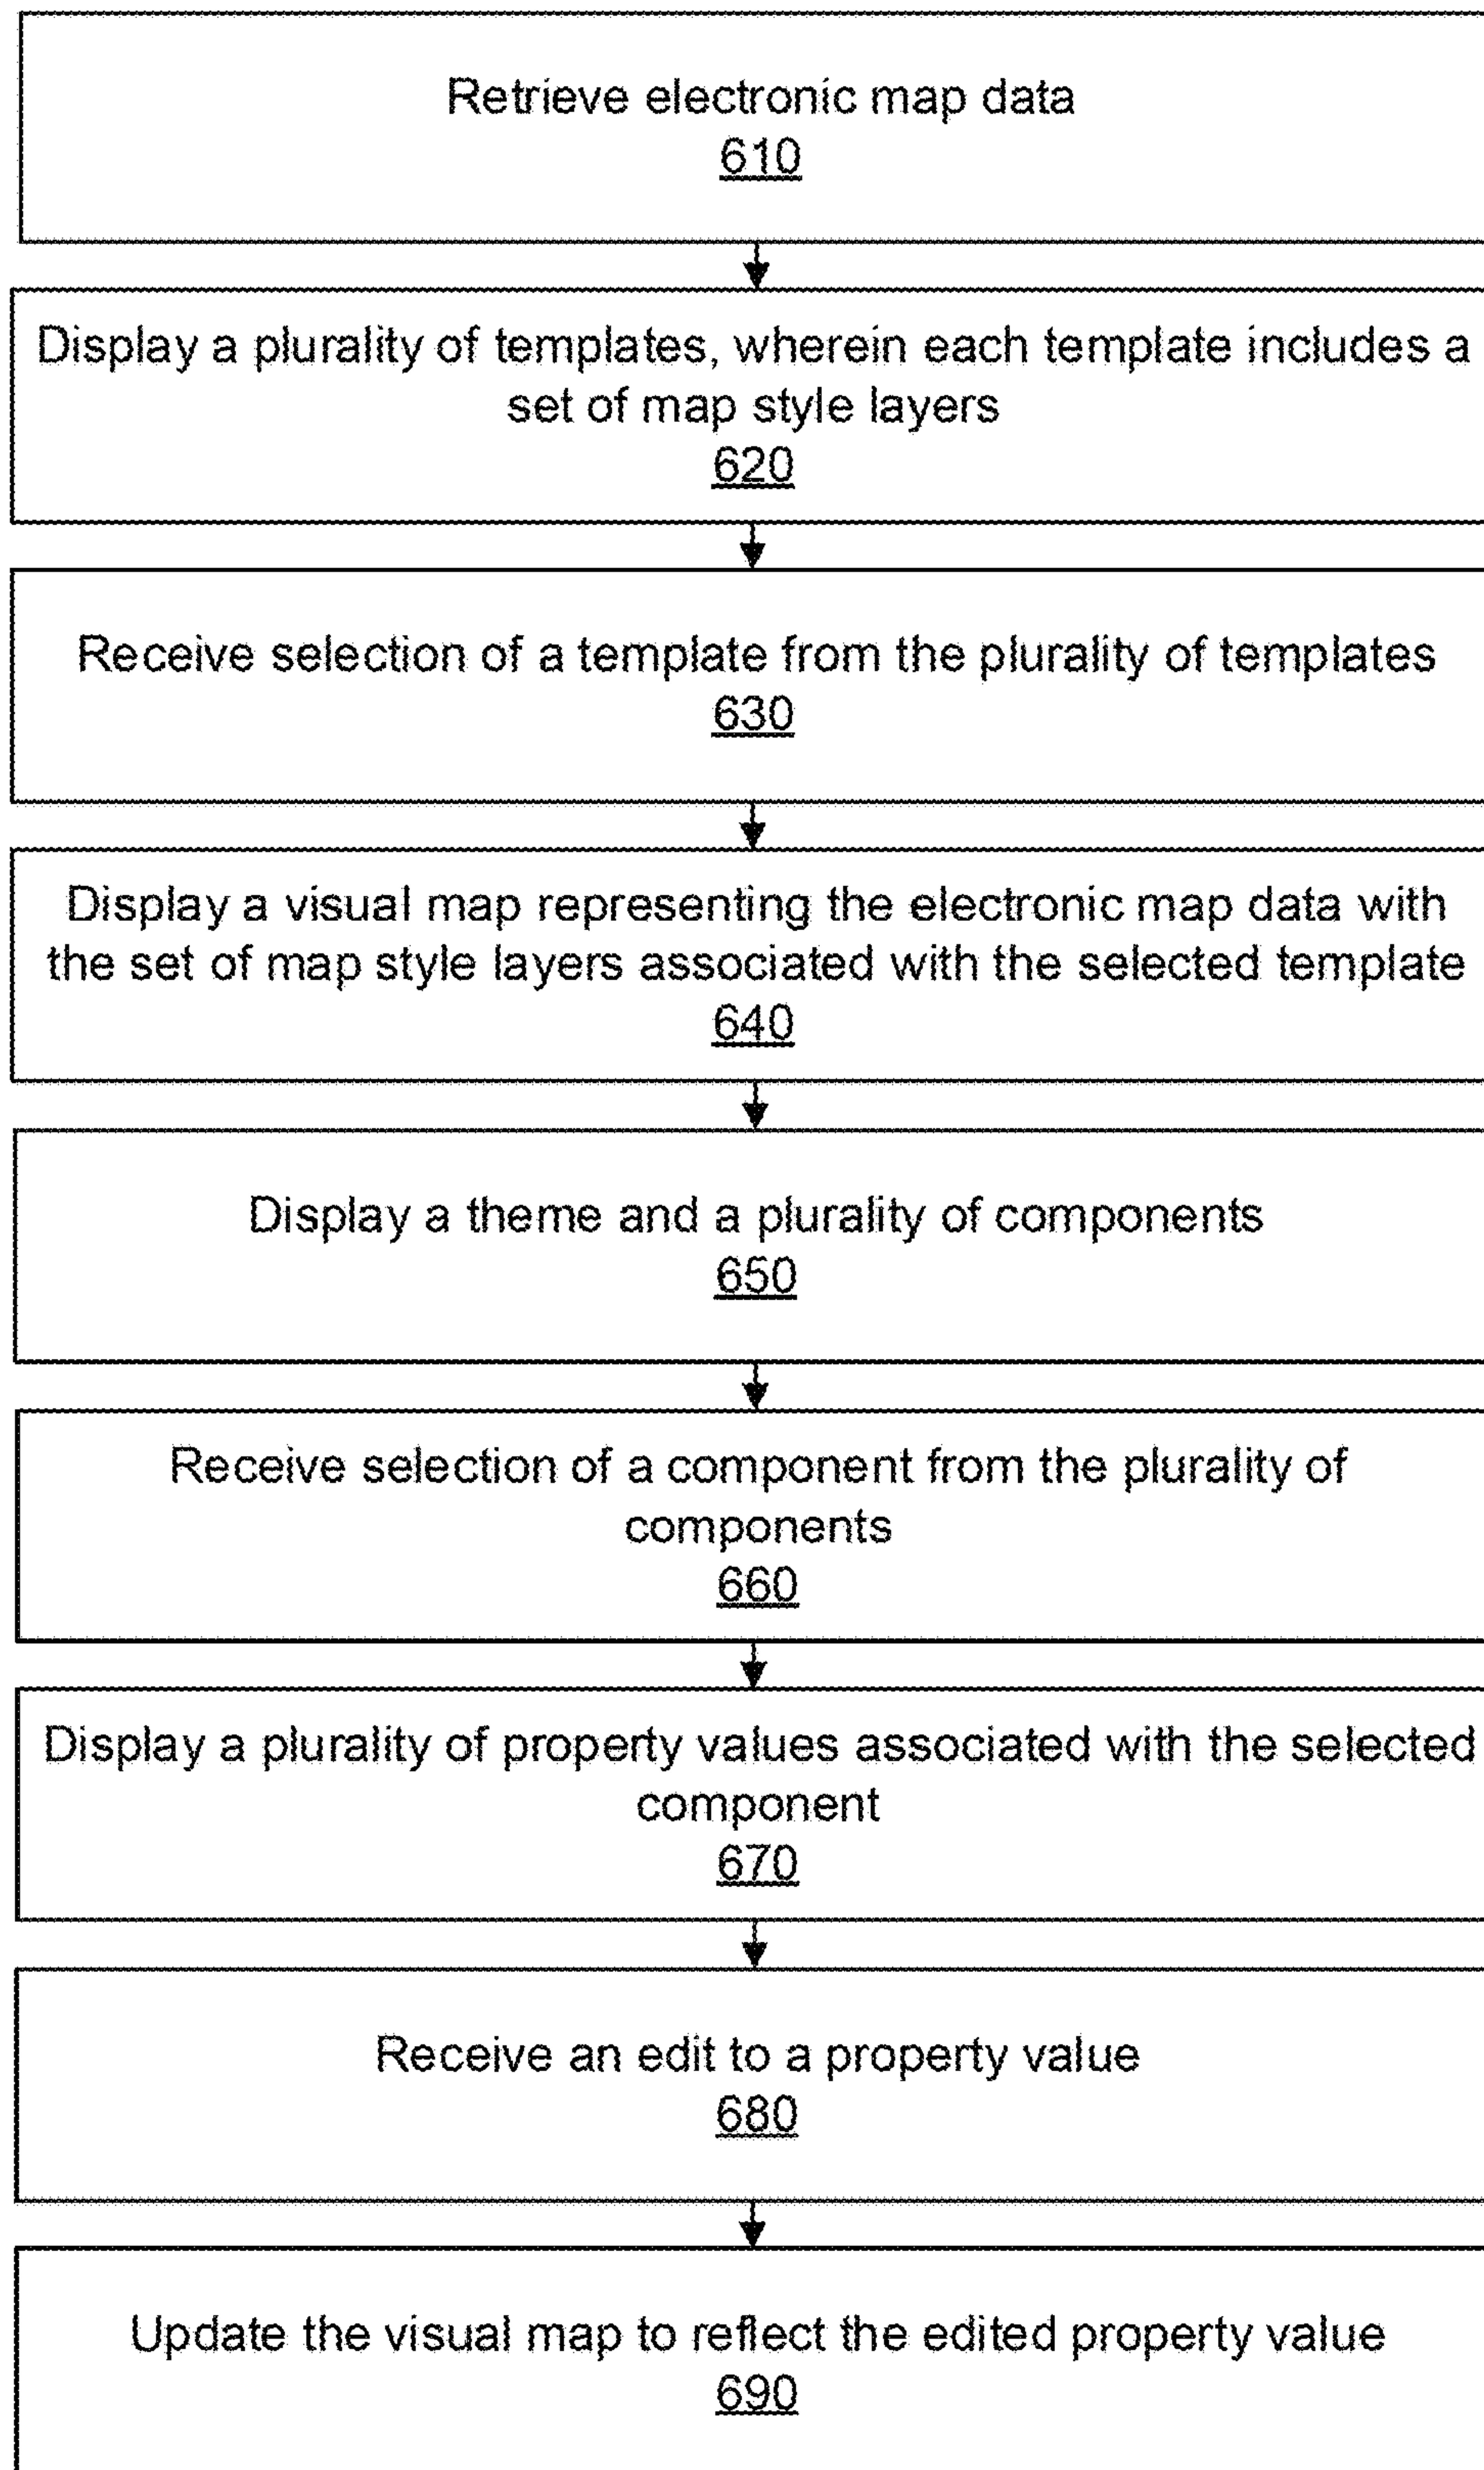 Retrieve electronic map data
610
Display a plurality of templates, wherein each template includes a
set of map style layers
620
Receive selection of a template from the plurality of templates
630
Display a visual map representing the electronic map data with
the set of map style layers associated with the selected template
640
Display a theme and a plurality of components
650
Receive selection of a component from the plurality of
components
660
Display a plurality of property values associated with the selected
component
670
Receive an edit to a property value
680
Update the visual map to reflect the edited property value
690